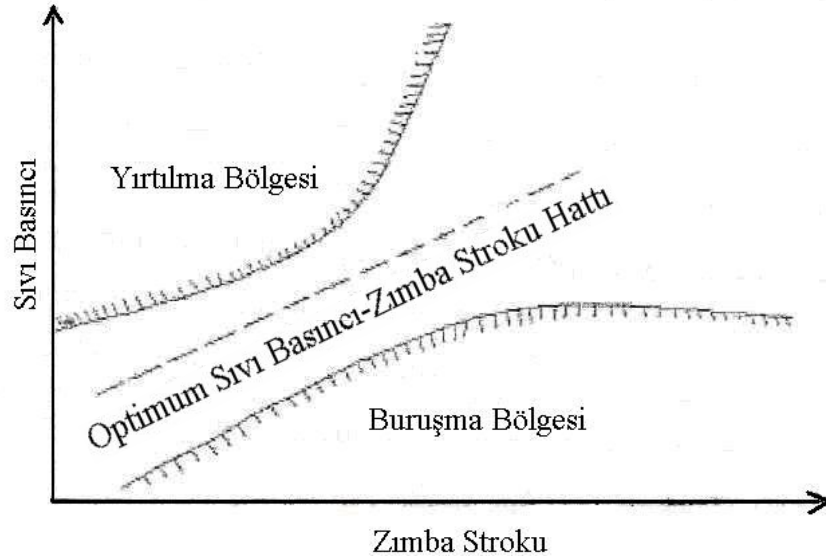 Yırtılma Bölgesi
Sıvı Basıncı
Optimum Sıvı Basıncı-Zımba Stroku Hattı
Buruşma Bölgesi
Zımba Stroku